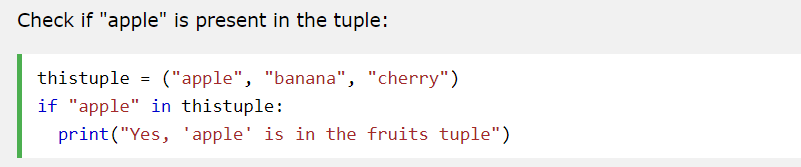 Check if "apple" is present in the tuple:
thistuple = ("apple", "banana", "cherry")
if "apple" in thistuple:
  print("Yes, 'apple' is in the fruits tuple")